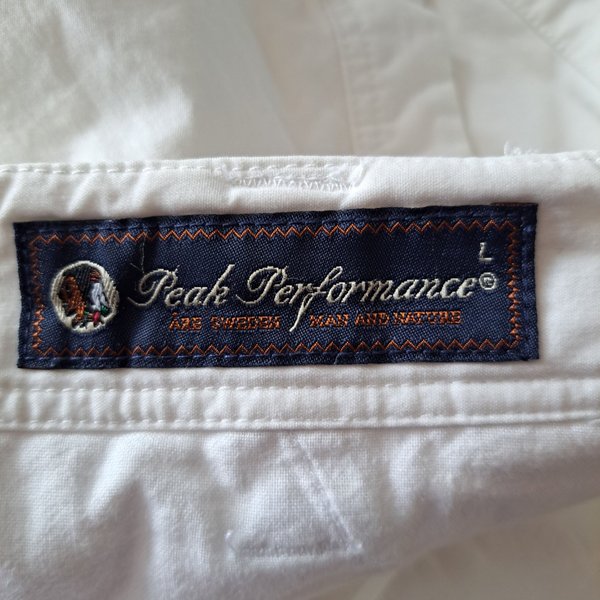 L
Peak Performance®
ÅRE SWEDEN MAN AND NATURE